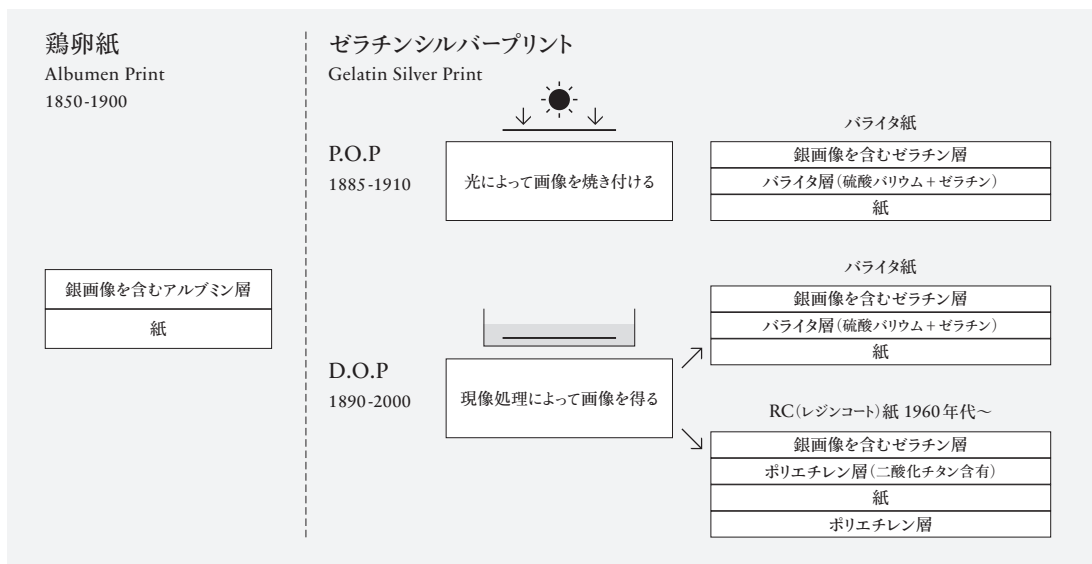 鶏卵紙
Albumen Print
1850-1900
銀画像を含むアルブミン層
紙
ゼラチンシルバープリント
Gelatin Silver Print
P.O.P
1885-1910
光によって画像を焼き付ける
バライタ紙
銀画像を含むゼラチン層
バライタ層(硫酸バリウム+ゼラチン)
紙
D.O.P
1890-2000
現像処理によって画像を得る
バライタ紙
銀画像を含むゼラチン層
バライタ層(硫酸バリウム+ゼラチン)
紙
RC(レジンコート)紙 1960年代〜
銀画像を含むゼラチン層
ポリエチレン層(二酸化チタン含有)
紙
ポリエチレン層